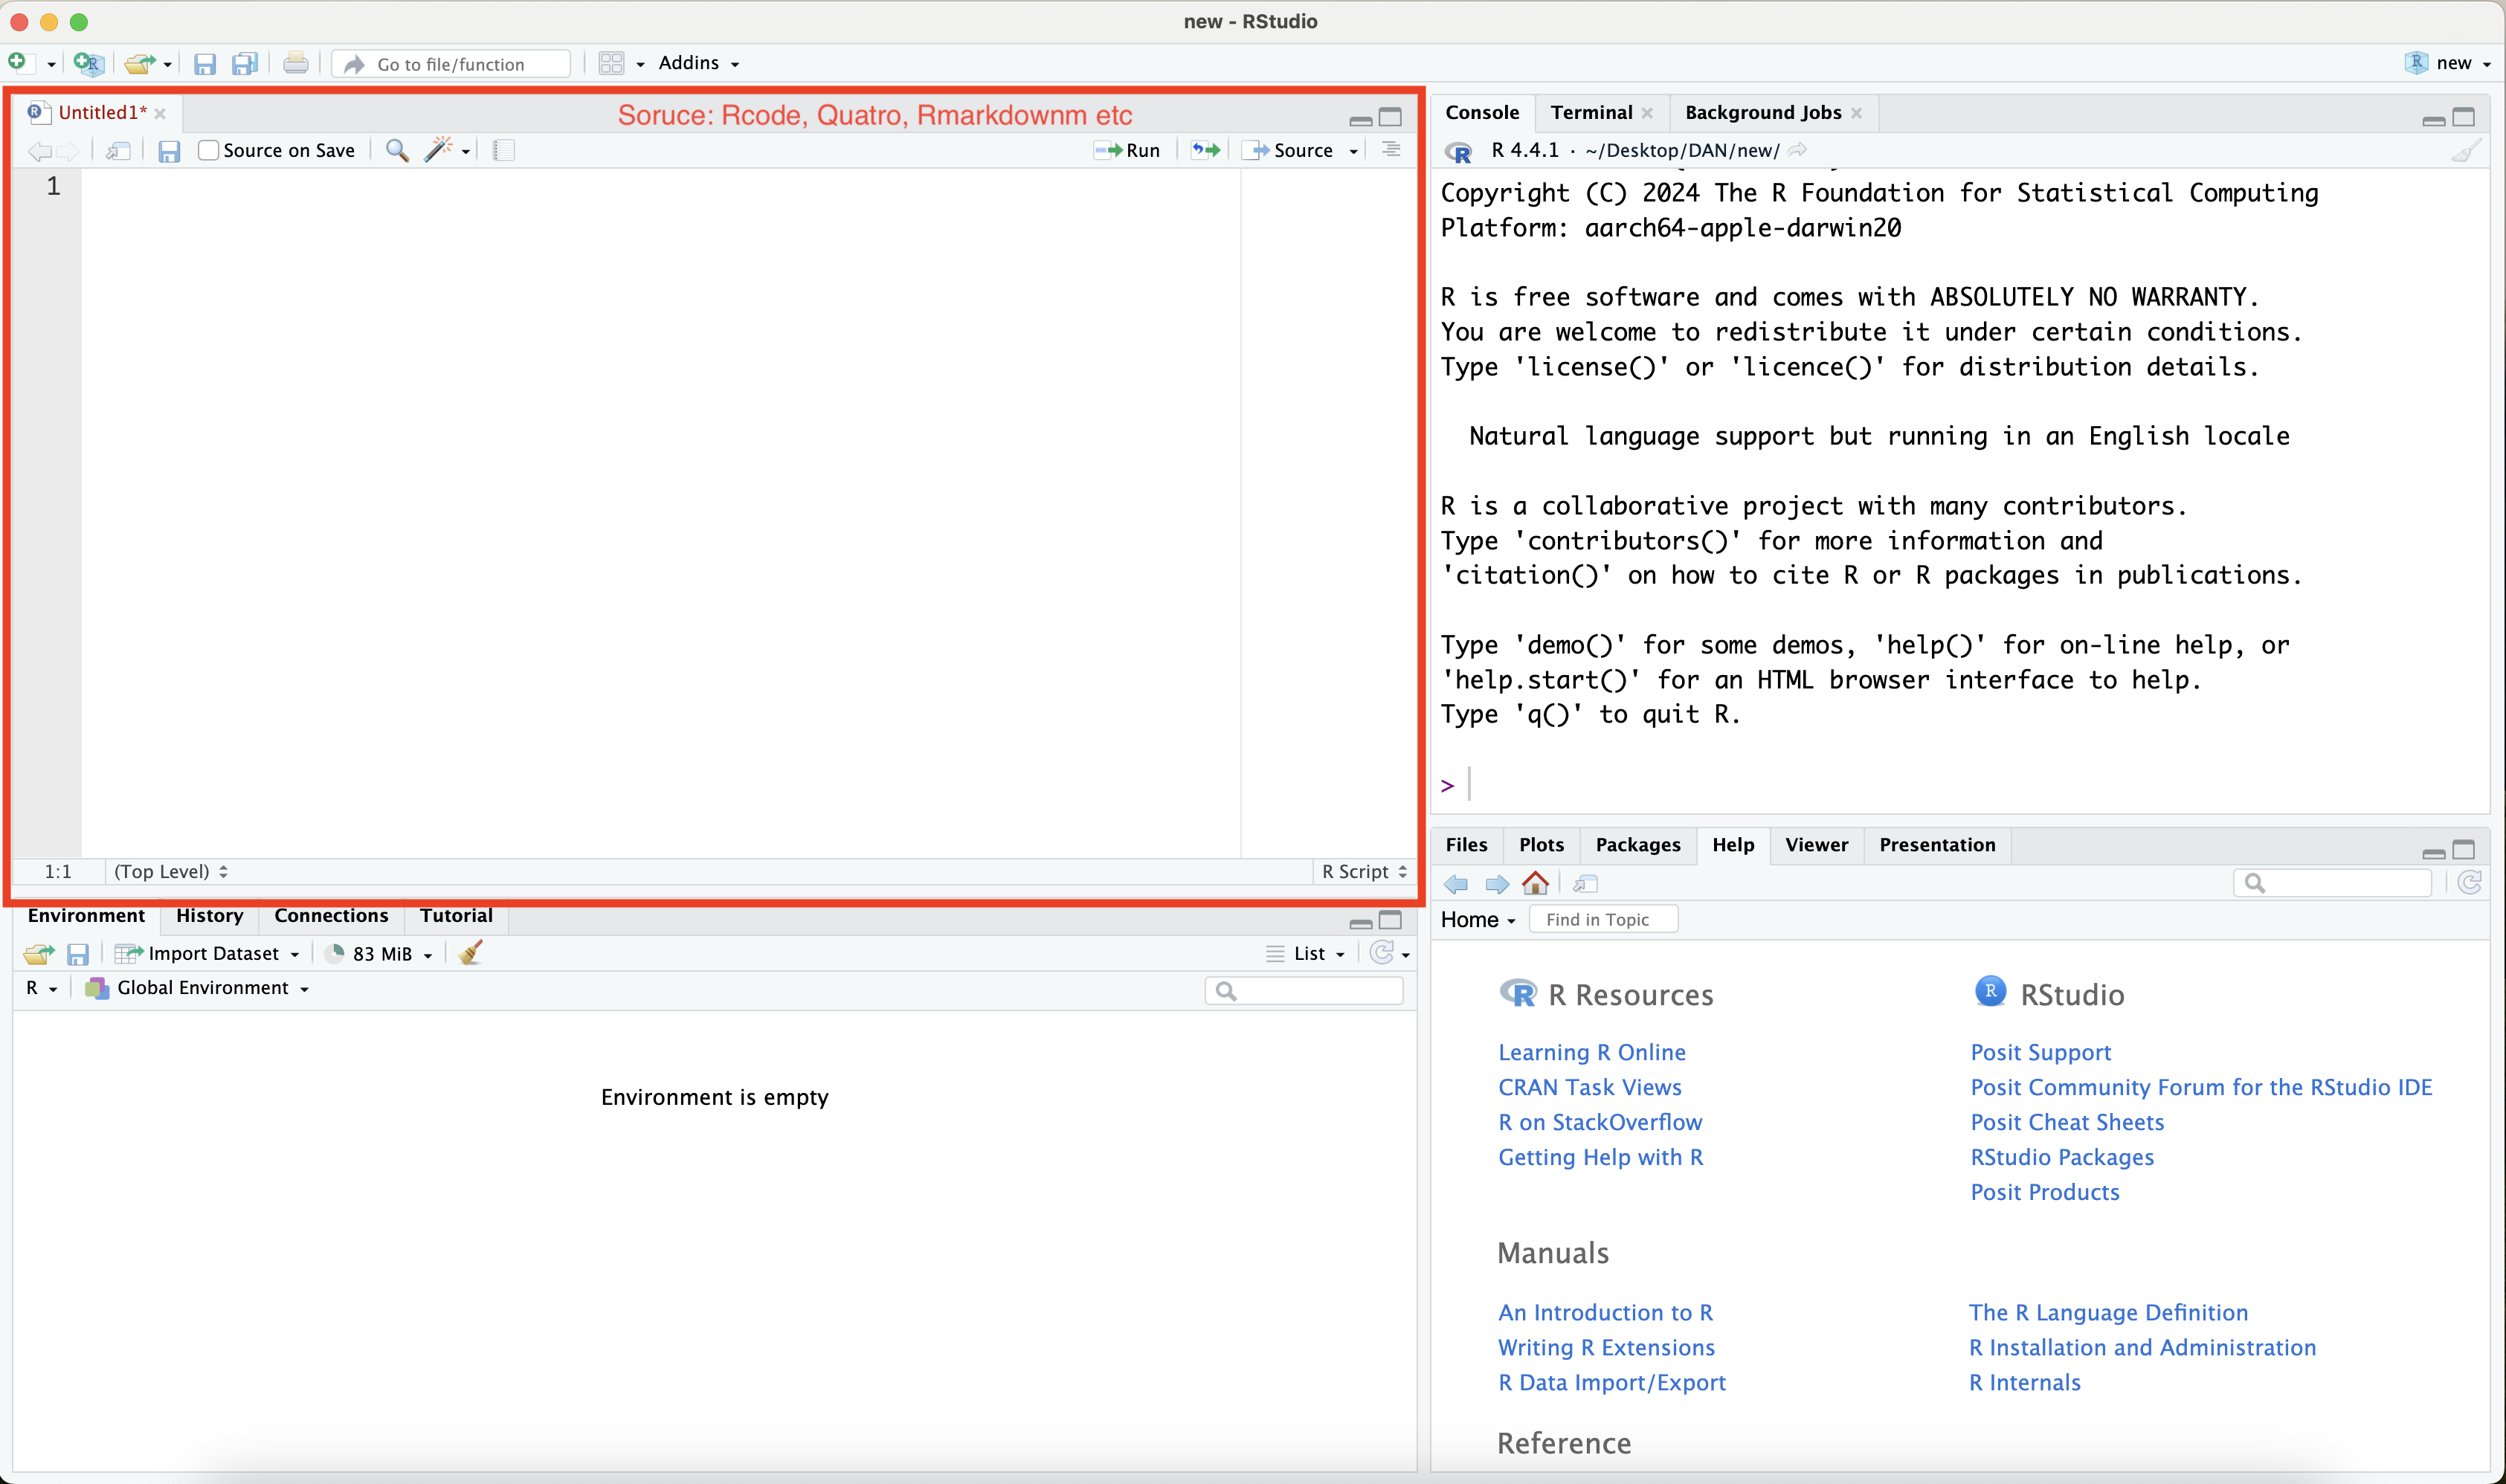 new - RStudio
Go to file/function
Addins
new
Untitled1*
Soruce: Rcode, Quatro, Rmarkdownm etc
Source on Save
Run
Source
1
1:1
(Top Level)
R Script
Console
Terminal
Background Jobs
R 4.4.1 · ~/Desktop/DAN/new/
Copyright (C) 2024 The R Foundation for Statistical Computing
Platform: aarch64-apple-darwin20
R is free software and comes with ABSOLUTELY NO WARRANTY.
You are welcome to redistribute it under certain conditions.
Type 'license()' or 'licence()' for distribution details.
Natural language support but running in an English locale
R is a collaborative project with many contributors.
Type 'contributors()' for more information and
'citation()' on how to cite R or R packages in publications.
Type 'demo()' for some demos, 'help()' for on-line help, or
'help.start()' for an HTML browser interface to help.
Type 'q()' to quit R.
>
Environment
History
Connections
Tutorial
Import Dataset
83 MiB
List
R
Global Environment
Environment is empty
Files
Plots
Packages
Help
Viewer
Presentation
Home
Find in Topic
R Resources
Learning R Online
CRAN Task Views
R on StackOverflow
Getting Help with R
RStudio
Posit Support
Posit Community Forum for the RStudio IDE
Posit Cheat Sheets
RStudio Packages
Posit Products
Manuals
An Introduction to R
Writing R Extensions
R Data Import/Export
The R Language Definition
R Installation and Administration
R Internals
Reference